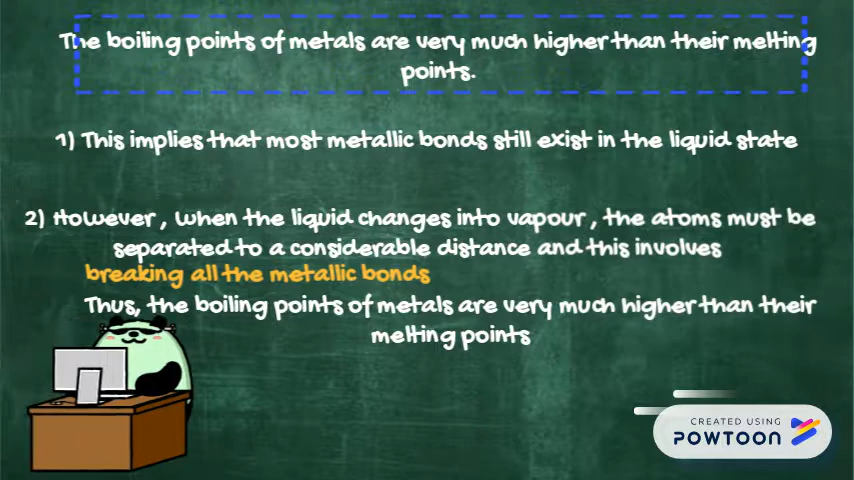 The boiling points of metals are very much higher than their melting
points.
1) This implies that most metallic bonds still exist in the liquid state
2) However, when the liquid changes into vapour, the atoms must be
separated to a considerable distance and this involves
breaking all the metallic bonds
Thus, the boiling points of metals are very much higher than their
melting points
CREATED USING
POWTOON